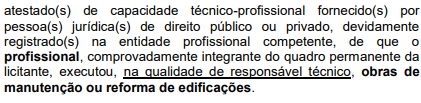 atestado(s) de capacidade técnico-profissional fornecido(s) por
pessoa(s) jurídica(s) de direito público ou privado, devidamente
registrado(s) na entidade profissional competente, de que o
profissional, comprovadamente integrante do quadro permanente da
licitante, executou, na qualidade de responsável técnico, obras de
manutenção ou reforma de edificações.